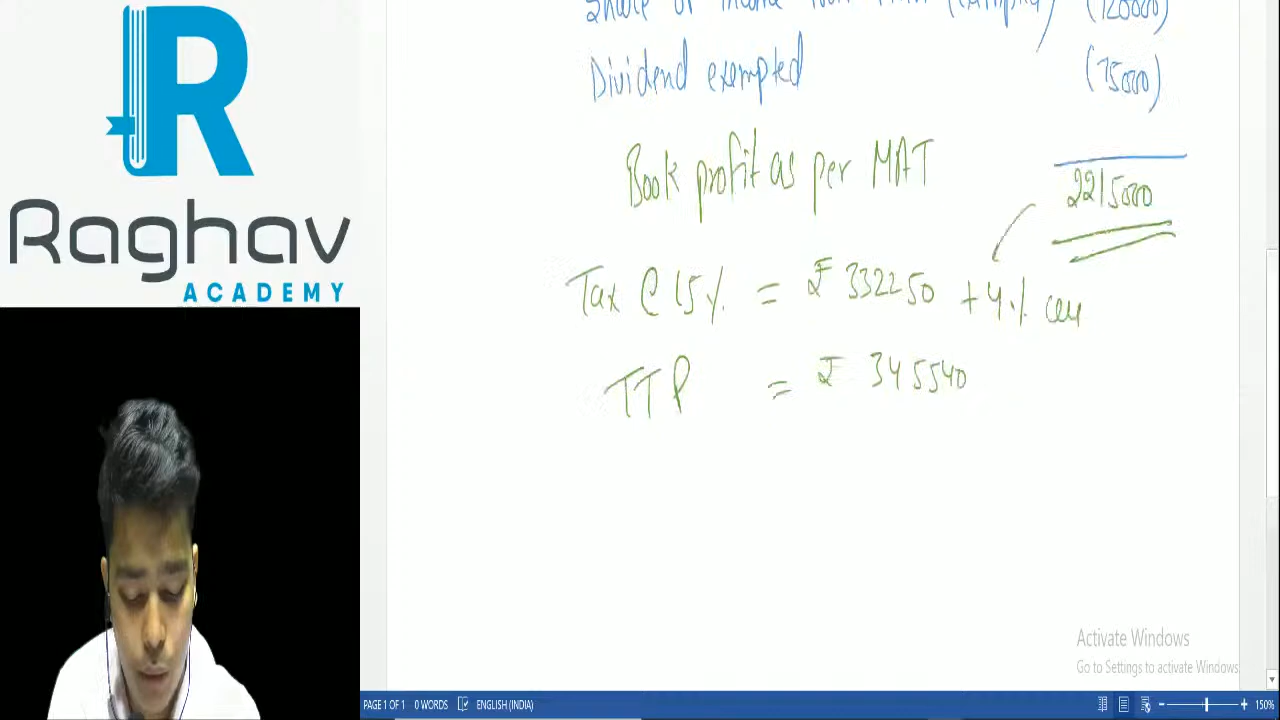 R
Raghav
ACADEMY
(120000)
Dividend exempted (75000)
Book profit as per MAT 2215000
Tax @ 15% = ₹ 332250 + 4% cess
TTP = ₹ 345540
Activate Windows
Go to Settings to activate Windows.
PAGE 1 OF 1 0 WORDS ENGLISH (INDIA) 150%